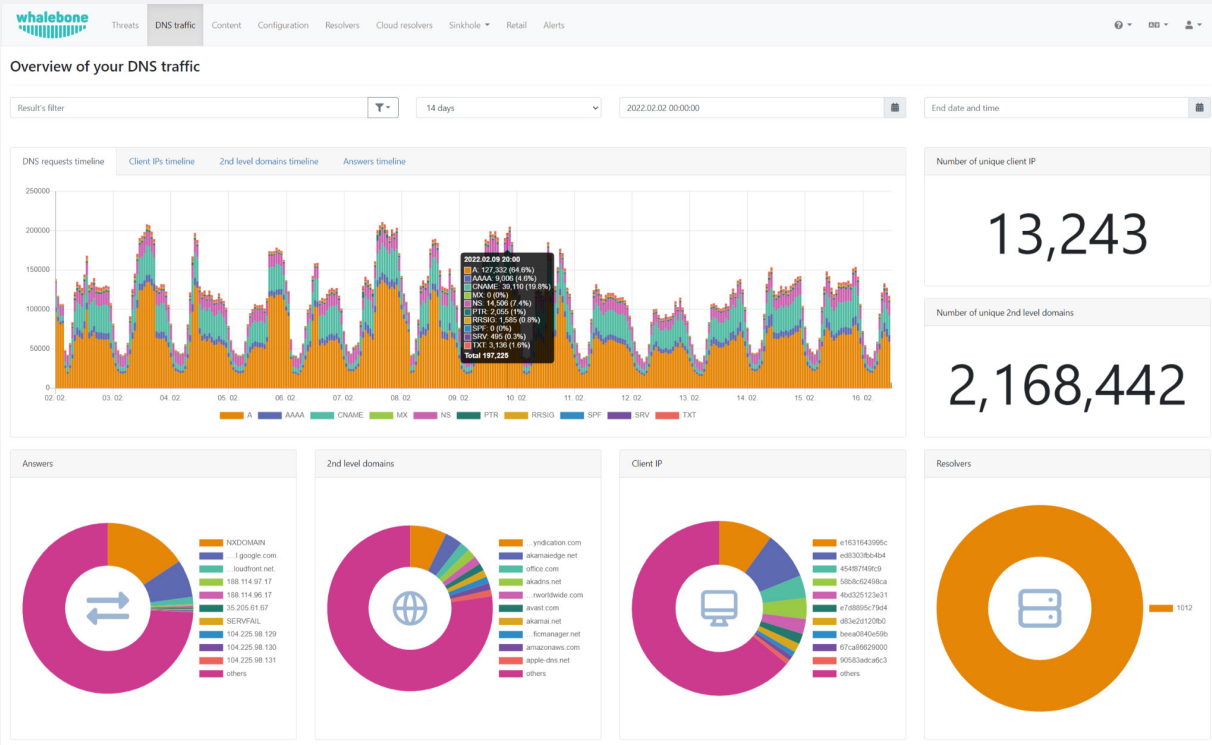 whalebone
Threats DNS traffic Content Configuration Resolvers Cloud resolvers Sinkhole Retail Alerts
Overview of your DNS traffic
Result's filter 14 days 2022.02.02 00:00:00 End date and time
DNS requests timeline Client IPs timeline 2nd level domains timeline Answers timeline
250000
200000
150000
100000
50000
0
02. 02. 03. 02. 04. 02. 05. 02. 06. 02. 07. 02. 08. 02. 09. 02. 10. 02. 11. 02. 12. 02. 13. 02. 14. 02. 15. 02. 16. 02.
2022.02.09 20:00
A: 127,332 (64.6%)
AAAA: 9,006 (4.6%)
CNAME: 39,110 (19.8%)
MX: 0 (0%)
NS: 14,506 (7.4%)
PTR: 2,055 (1%)
RRSIG: 1,585 (0.8%)
SPF: 0 (0%)
SRV: 495 (0.3%)
TXT: 3,136 (1.6%)
Total 197,225
A AAAA CNAME MX NS PTR RRSIG SPF SRV TXT
Number of unique client IP
13,243
Number of unique 2nd level domains
2,168,442
Answers
NXDOMAIN
...l.google.com.
...loudfront.net.
188.114.97.17
188.114.96.17
35.205.61.67
SERVFAIL
104.225.98.129
104.225.98.130
104.225.98.131
others
2nd level domains
...yndication.com
akamaiedge.net
office.com
akadns.net
...rworldwide.com
avast.com
akamai.net
...ficmanager.net
amazonaws.com
apple-dns.net
others
Client IP
e1631643995c
ed8303fbb4b4
454f87f49fc9
58b8c62498ca
4bd325123e31
e7d8895c79d4
d83e2d120fb0
beea0840e59b
67ca86629000
90583adca6c3
others
Resolvers
1012